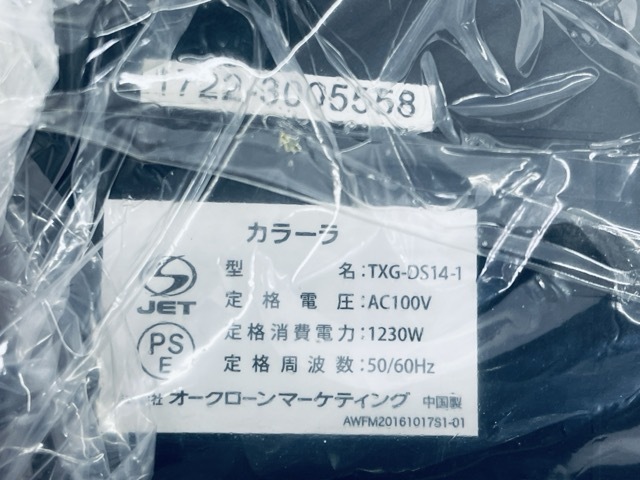 1722-3005558
カラーラ
型名:TXG-DS14-1
JET
定格電圧:AC100V
PS
E
定格消費電力:1230W
定格周波数:50/60Hz
社 オークローンマーケティング 中国製
AWFM20161017S1-01